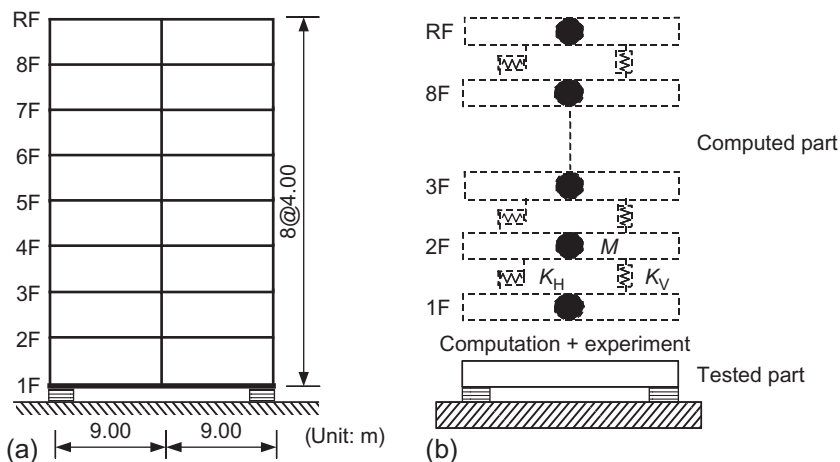 RF
8F
7F
6F
5F
4F
3F
2F
1F
8@4.00
9.00 9.00 (Unit: m)
(a)
RF
8F
Computed part
3F
2F M
K_H K_V
1F
Computation + experiment
Tested part
(b)